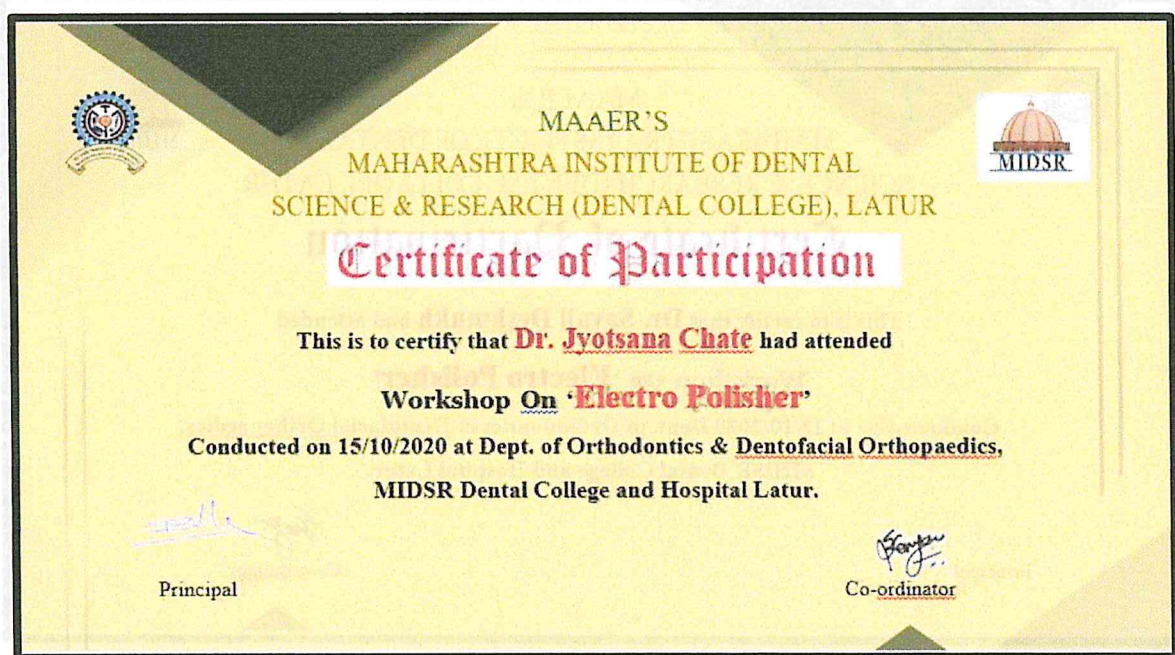 MAAER'S
MAHARASHTRA INSTITUTE OF DENTAL
SCIENCE & RESEARCH (DENTAL COLLEGE), LATUR
MIDSR
Certificate of Participation
This is to certify that Dr. Jyotsana Chate had attended
Workshop On 'Electro Polisher'
Conducted on 15/10/2020 at Dept. of Orthodontics & Dentofacial Orthopaedics,
MIDSR Dental College and Hospital Latur.
Principal
Co-ordinator